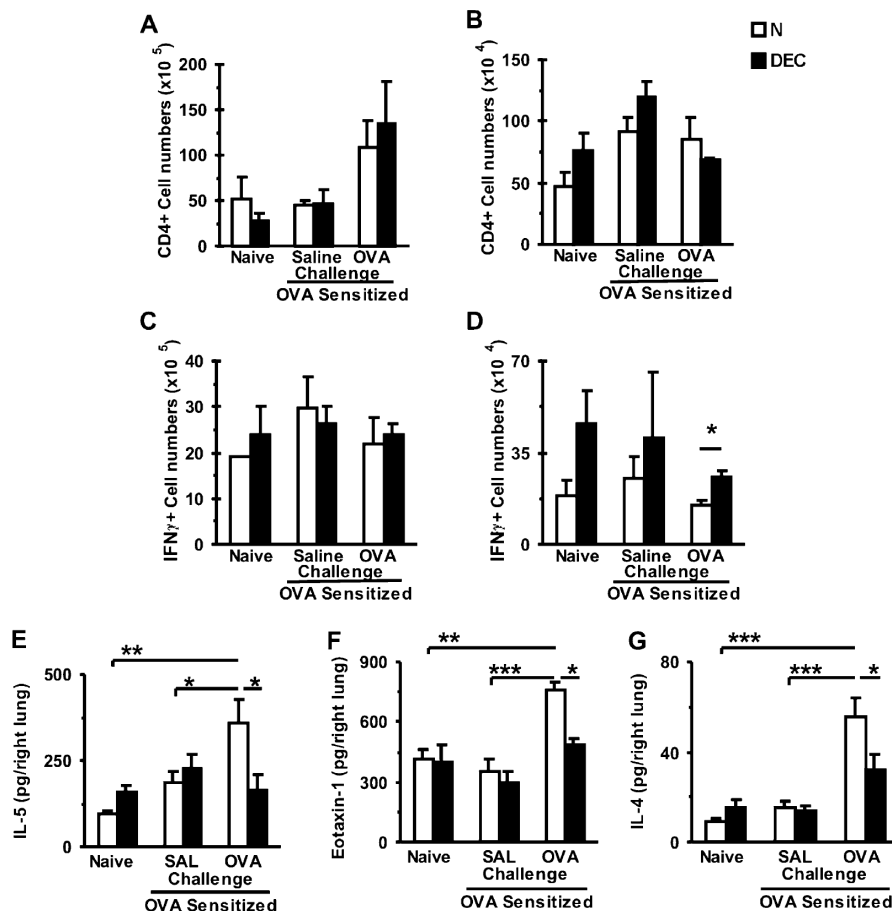 A
CD4+ Cell numbers (x10 5)
200
150
100
50
0
Naive Saline OVA
Challenge
OVA Sensitized
B
CD4+ Cell numbers (x10 4)
150
100
50
0
Naive Saline OVA
Challenge
OVA Sensitized
N
DEC
C
IFNγ+ Cell numbers (x10 5)
40
30
20
10
0
Naive Saline OVA
Challenge
OVA Sensitized
D
IFNγ+ Cell numbers (x10 4)
70
35
0
*
Naive Saline OVA
Challenge
OVA Sensitized
E
IL-5 (pg/right lung)
500
250
0
**
* *
Naive SAL OVA
Challenge
OVA Sensitized
F
Eotaxin-1 (pg/right lung)
900
600
300
0
**
*** *
Naive SAL OVA
Challenge
OVA Sensitized
G
IL-4 (pg/right lung)
80
40
0
***
*** *
Naive SAL OVA
Challenge
OVA Sensitized